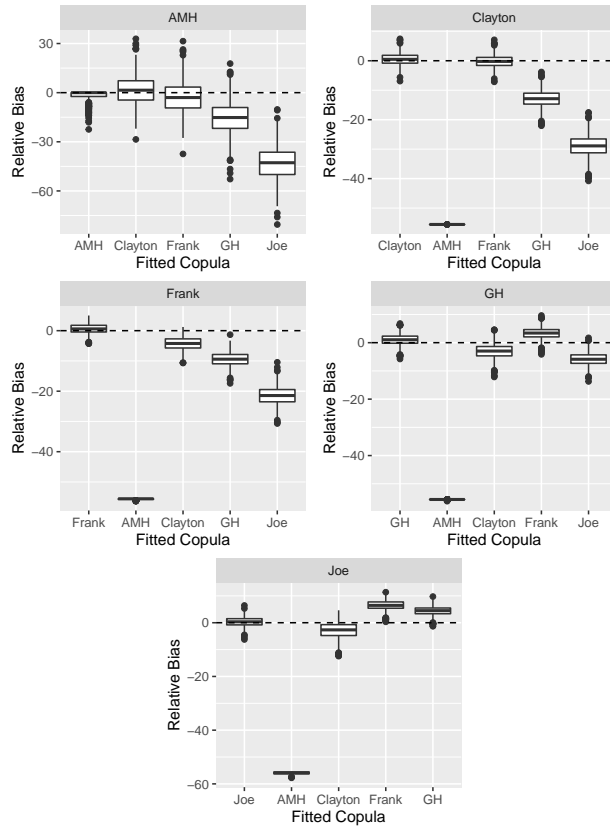 AMH
30
0
−30
−60
Relative Bias
AMH Clayton Frank GH Joe
Fitted Copula
Clayton
0
−20
−40
Relative Bias
Clayton AMH Frank GH Joe
Fitted Copula
Frank
0
−20
−40
Relative Bias
Frank AMH Clayton GH Joe
Fitted Copula
GH
0
−20
−40
Relative Bias
GH AMH Clayton Frank Joe
Fitted Copula
Joe
0
−20
−40
−60
Relative Bias
Joe AMH Clayton Frank GH
Fitted Copula